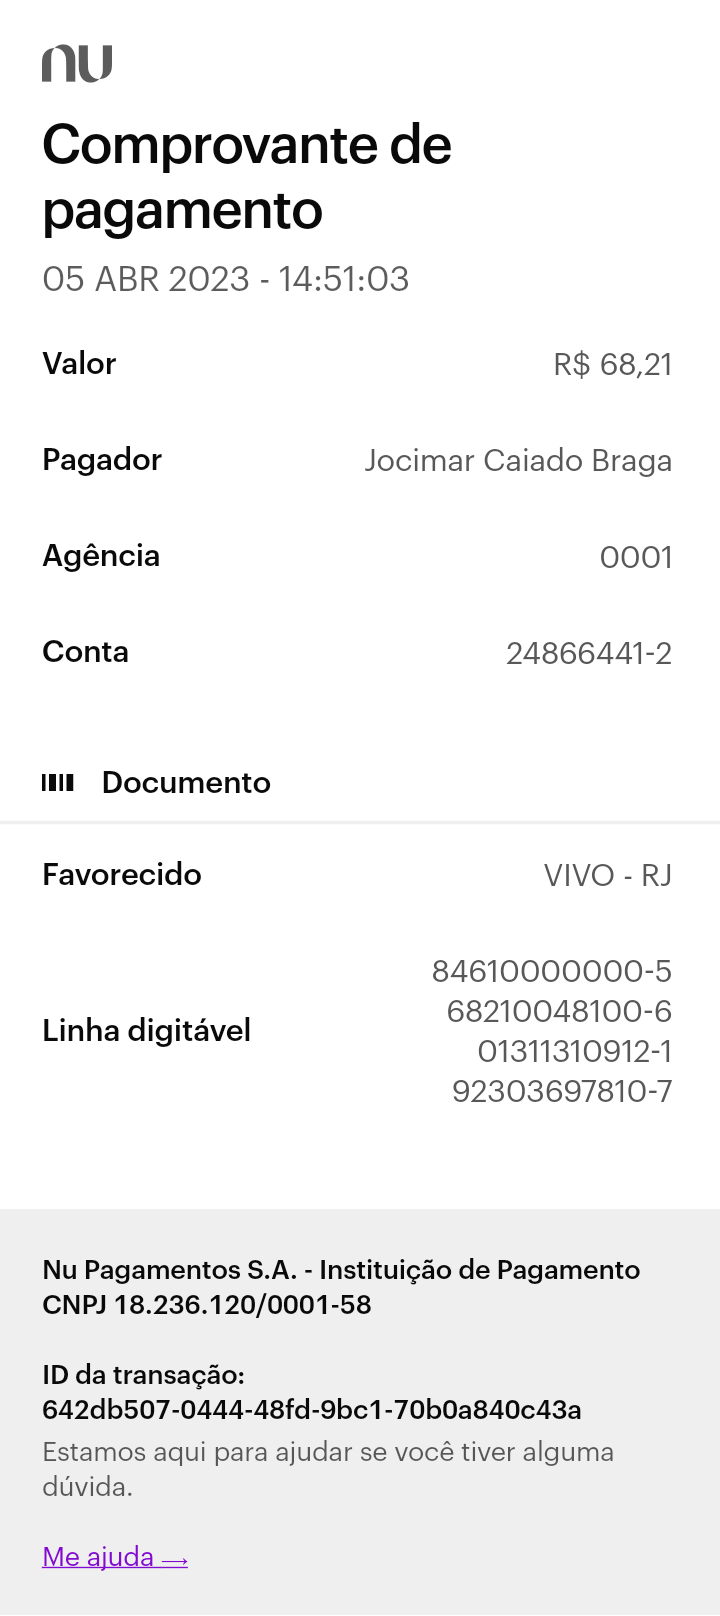 nu
Comprovante de
pagamento
05 ABR 2023 - 14:51:03
Valor R$ 68,21
Pagador Jocimar Caiado Braga
Agência 0001
Conta 24866441-2
Documento
Favorecido VIVO - RJ
Linha digitável
84610000000-5
68210048100-6
01311310912-1
92303697810-7
Nu Pagamentos S.A. - Instituição de Pagamento
CNPJ 18.236.120/0001-58
ID da transação:
642db507-0444-48fd-9bc1-70b0a840c43a
Estamos aqui para ajudar se você tiver alguma
dúvida.
Me ajuda ⟶